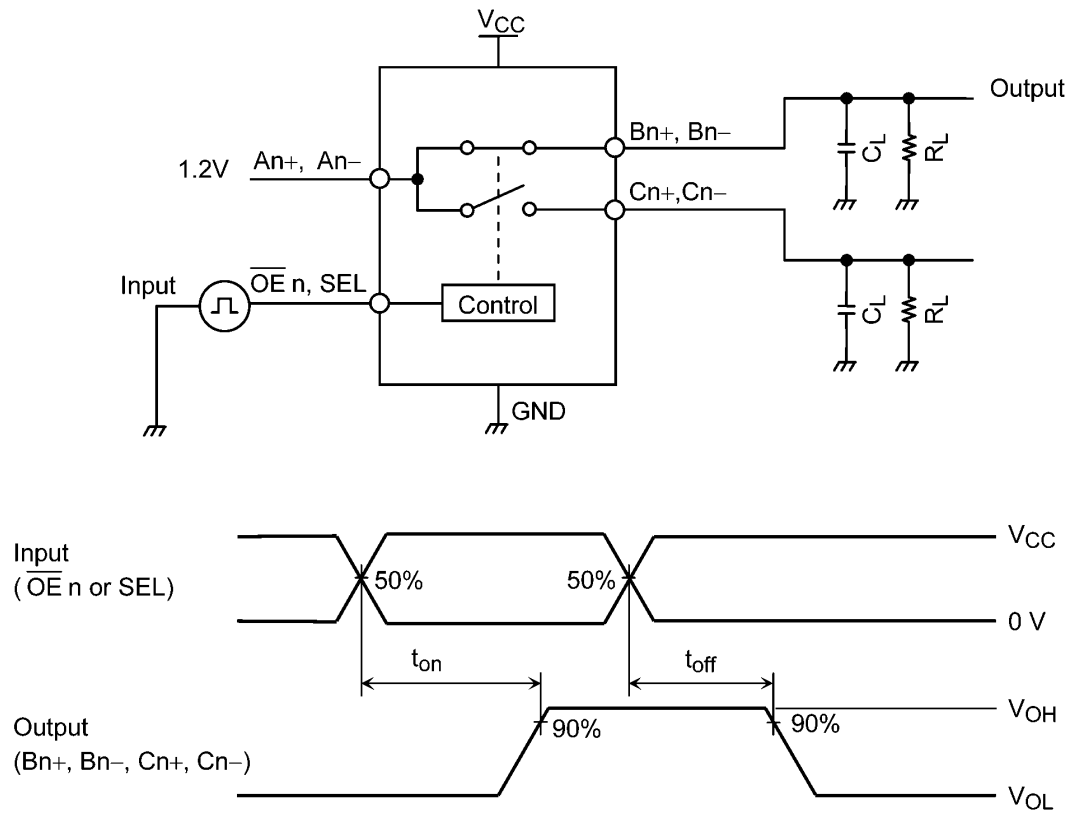 VCC
Output
1.2V
An+, An−
Bn+, Bn−
CL
RL
Cn+,Cn−
Input
OE n, SEL
Control
CL
RL
GND
Input
( OE n or SEL)
50%
50%
VCC
0 V
ton
toff
Output
(Bn+, Bn−, Cn+, Cn−)
90%
90%
VOH
VOL